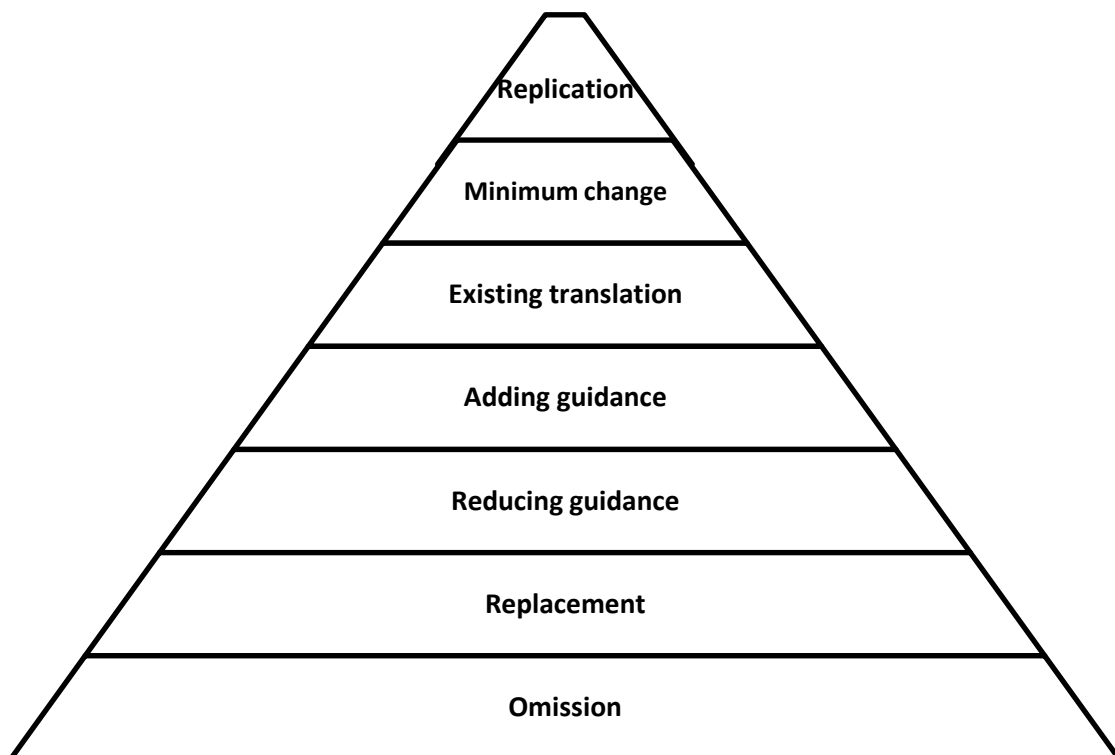 Replication
Minimum change
Existing translation
Adding guidance
Reducing guidance
Replacement
Omission